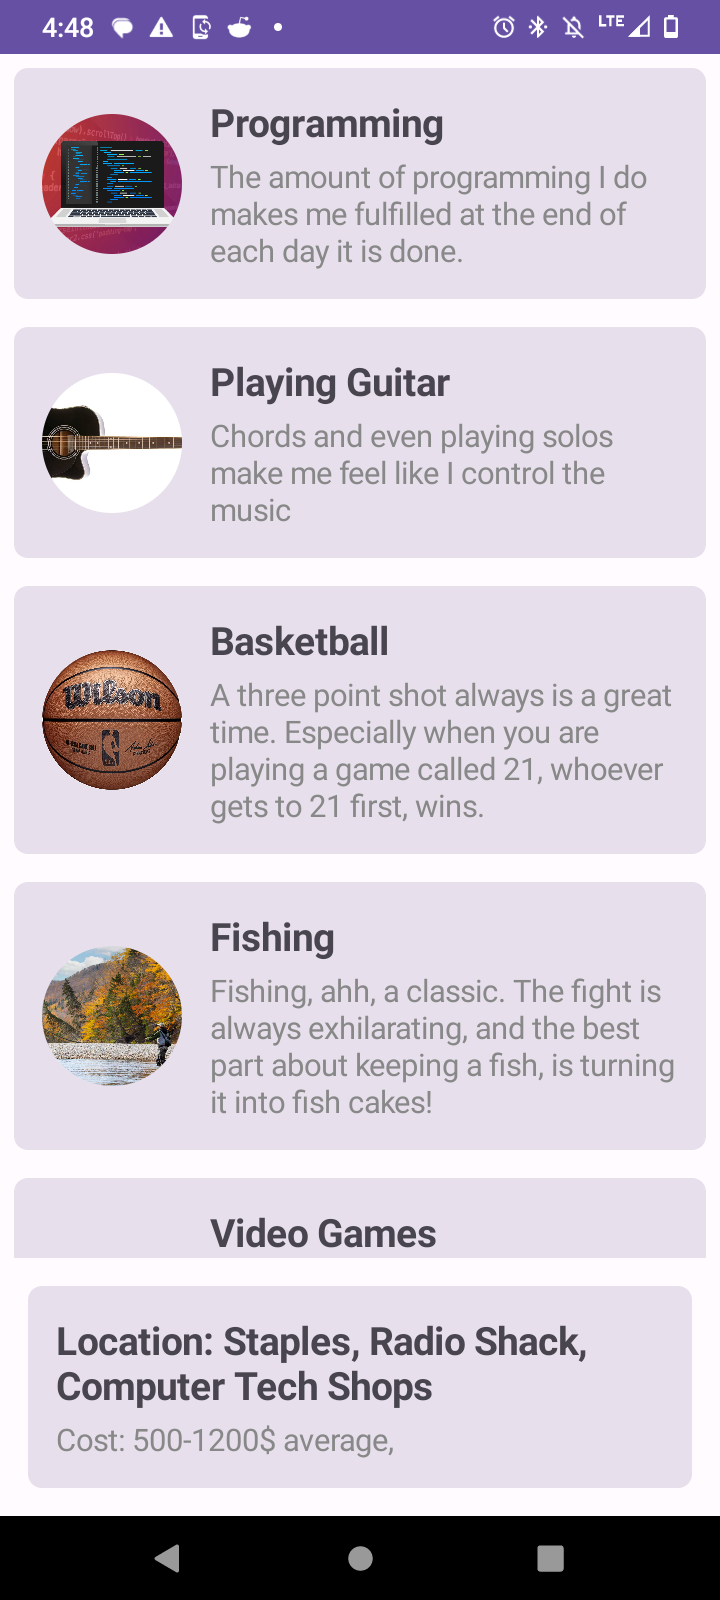 4:48
LTE
Programming
The amount of programming I do
makes me fulfilled at the end of
each day it is done.
Playing Guitar
Chords and even playing solos
make me feel like I control the
music
Basketball
Wilson
A three point shot always is a great
time. Especially when you are
playing a game called 21, whoever
gets to 21 first, wins.
Fishing
Fishing, ahh, a classic. The fight is
always exhilarating, and the best
part about keeping a fish, is turning
it into fish cakes!
Video Games
Location: Staples, Radio Shack,
Computer Tech Shops
Cost: 500-1200$ average,